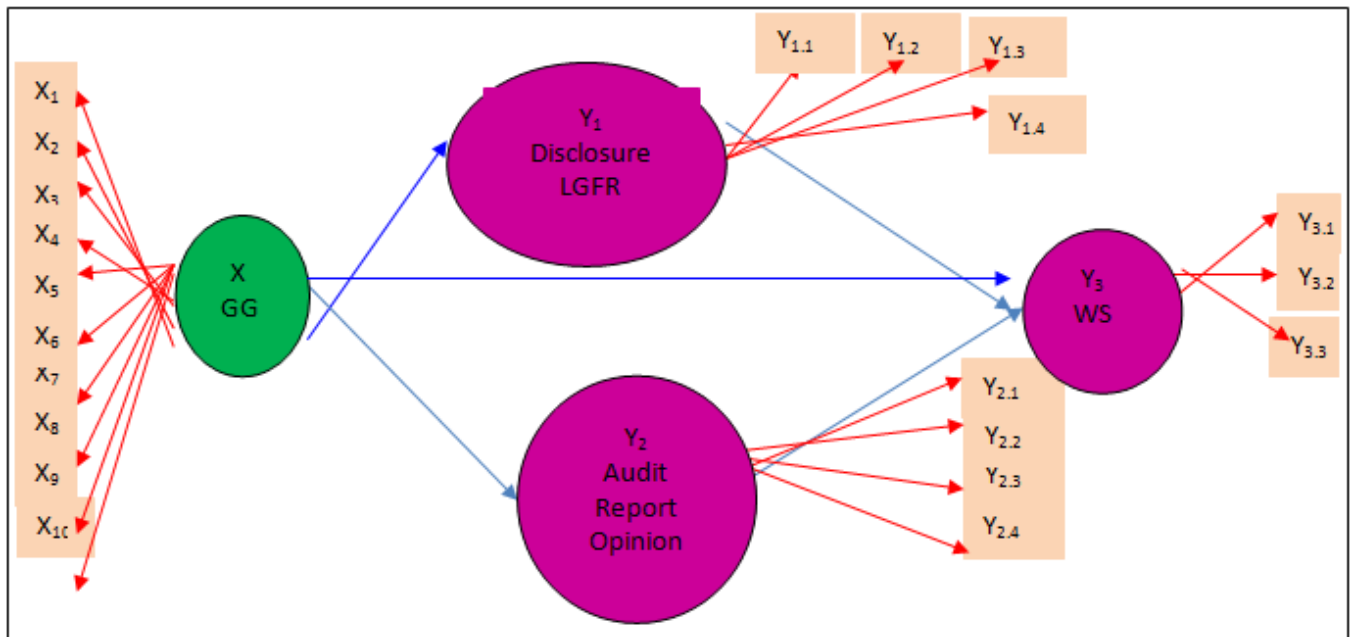 X₁
X₂
X₃
X₄
X₅
X₆
X₇
X₈
X₉
X₁₀
X
GG
Y₁
Disclosure
LGFR
Y₁.₁
Y₁.₂
Y₁.₃
Y₁.₄
Y₂
Audit
Report
Opinion
Y₂.₁
Y₂.₂
Y₂.₃
Y₂.₄
Y₃
WS
Y₃.₁
Y₃.₂
Y₃.₃